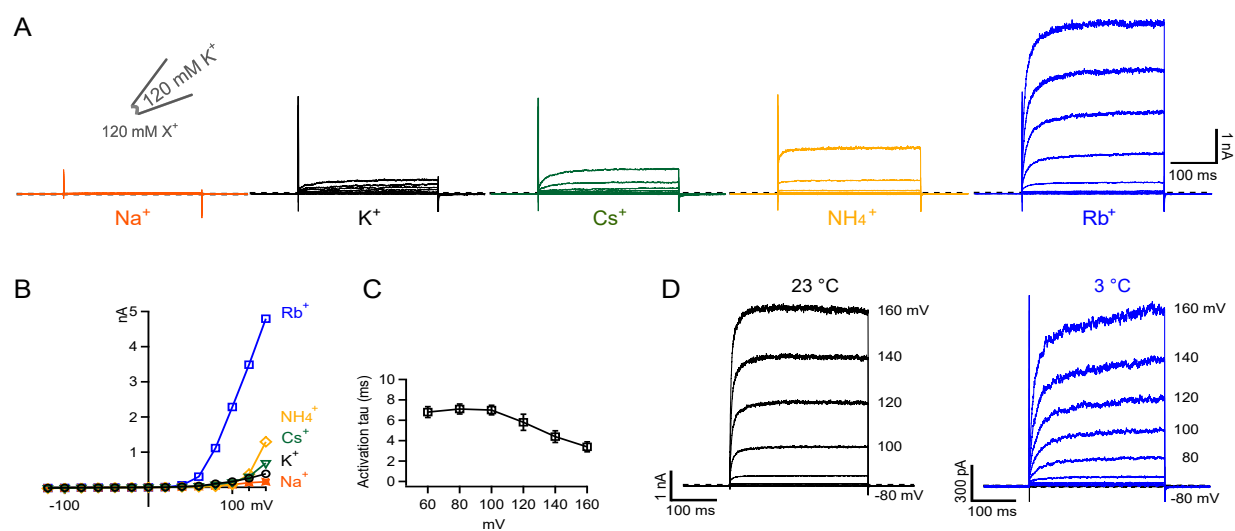 A
120 mM K⁺
120 mM X⁺
Na⁺
K⁺
Cs⁺
NH₄⁺
Rb⁺
1 nA
100 ms
B
nA
5
4
3
2
1
-100
100 mV
Rb⁺
NH₄⁺
Cs⁺
K⁺
Na⁺
C
Activation tau (ms)
10
8
6
4
2
0
60 80 100 120 140 160
mV
D
23 °C
160 mV
140
120
100
-80 mV
1 nA
100 ms
3 °C
160 mV
140
120
100
80
-80 mV
300 pA
100 ms